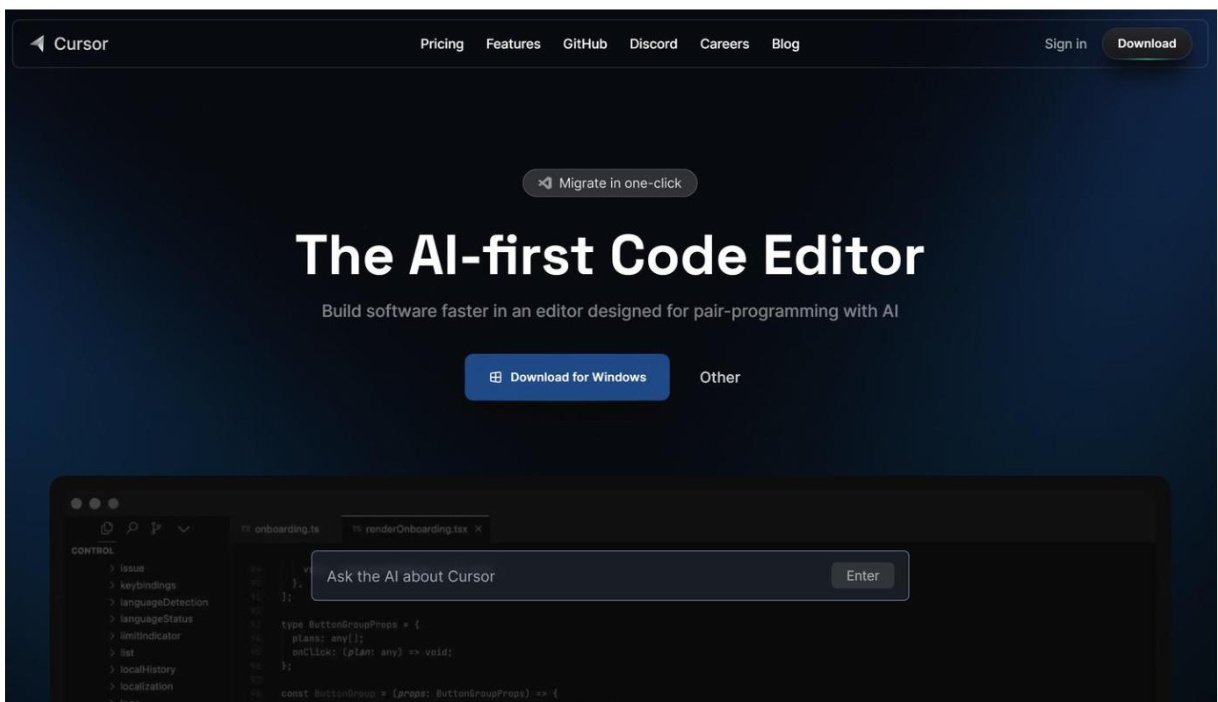 Cursor
Pricing Features GitHub Discord Careers Blog
Sign in
Download
Migrate in one-click
The AI-first Code Editor
Build software faster in an editor designed for pair-programming with AI
Download for Windows
Other
TS onboarding.ts
TS renderOnboarding.tsx ×
CONTROL
> issue
> keybindings
> languageDetection
> languageStatus
> limitIndicator
> list
> localHistory
> localization
Ask the AI about Cursor
Enter
},
];
type ButtonGroupProps = {
plans: any[];
onClick: (plan: any) => void;
};
const ButtonGroup = (props: ButtonGroupProps) => {